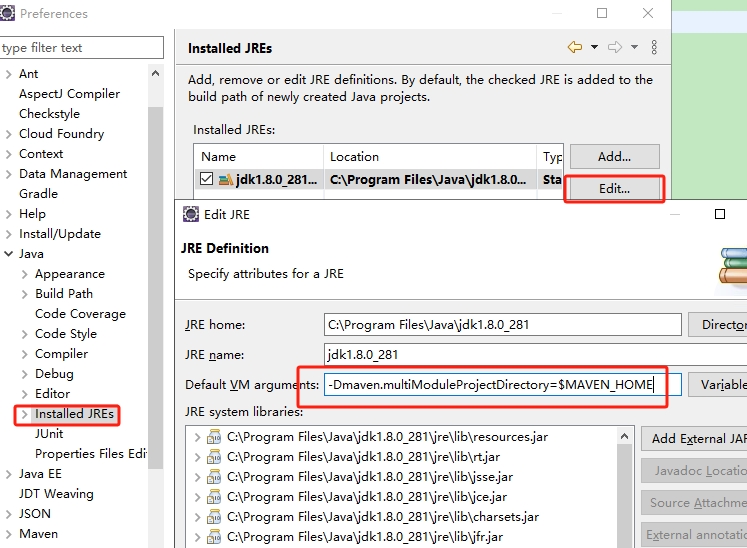 Preferences
type filter text
Ant
AspectJ Compiler
Checkstyle
Cloud Foundry
Context
Data Management
Gradle
Help
Install/Update
Java
Appearance
Build Path
Code Coverage
Code Style
Compiler
Debug
Editor
Installed JREs
JUnit
Properties Files Edi
Java EE
JDT Weaving
JSON
Maven
Installed JREs
Add, remove or edit JRE definitions. By default, the checked JRE is added to the
build path of newly created Java projects.
Installed JREs:
Name Location Typ
jdk1.8.0_281... C:\Program Files\Java\jdk1.8.0... Sta
Add...
Edit...
Edit JRE
JRE Definition
Specify attributes for a JRE
JRE home: C:\Program Files\Java\jdk1.8.0_281 Directo
JRE name: jdk1.8.0_281
Default VM arguments: -Dmaven.multiModuleProjectDirectory=$MAVEN_HOME Variable
JRE system libraries:
C:\Program Files\Java\jdk1.8.0_281\jre\lib\resources.jar
C:\Program Files\Java\jdk1.8.0_281\jre\lib\rt.jar
C:\Program Files\Java\jdk1.8.0_281\jre\lib\jsse.jar
C:\Program Files\Java\jdk1.8.0_281\jre\lib\jce.jar
C:\Program Files\Java\jdk1.8.0_281\jre\lib\charsets.jar
C:\Program Files\Java\jdk1.8.0_281\jre\lib\jfr.jar
Add External JAR
Javadoc Locatio
Source Attachme
External annotatio